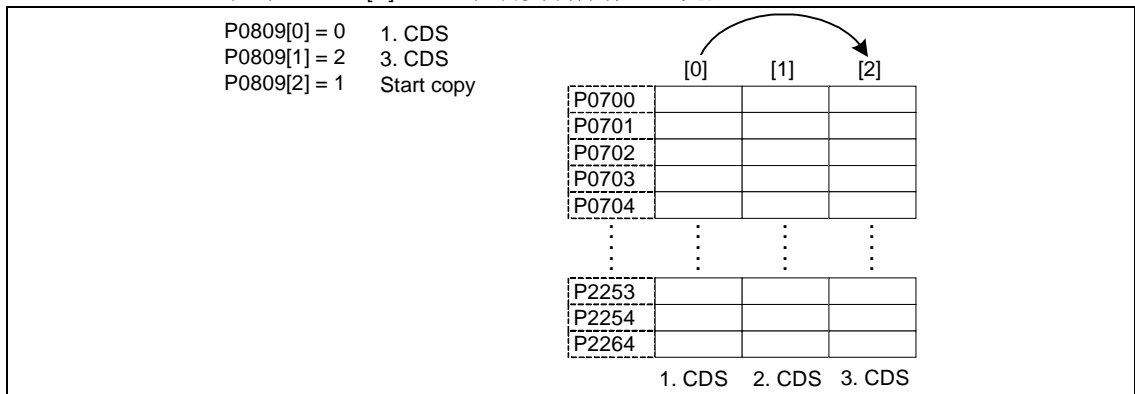 P0809[0] = 0 1. CDS
P0809[1] = 2 3. CDS
P0809[2] = 1 Start copy
[0] [1] [2]
P0700
P0701
P0702
P0703
P0704
P2253
P2254
P2264
1. CDS 2. CDS 3. CDS